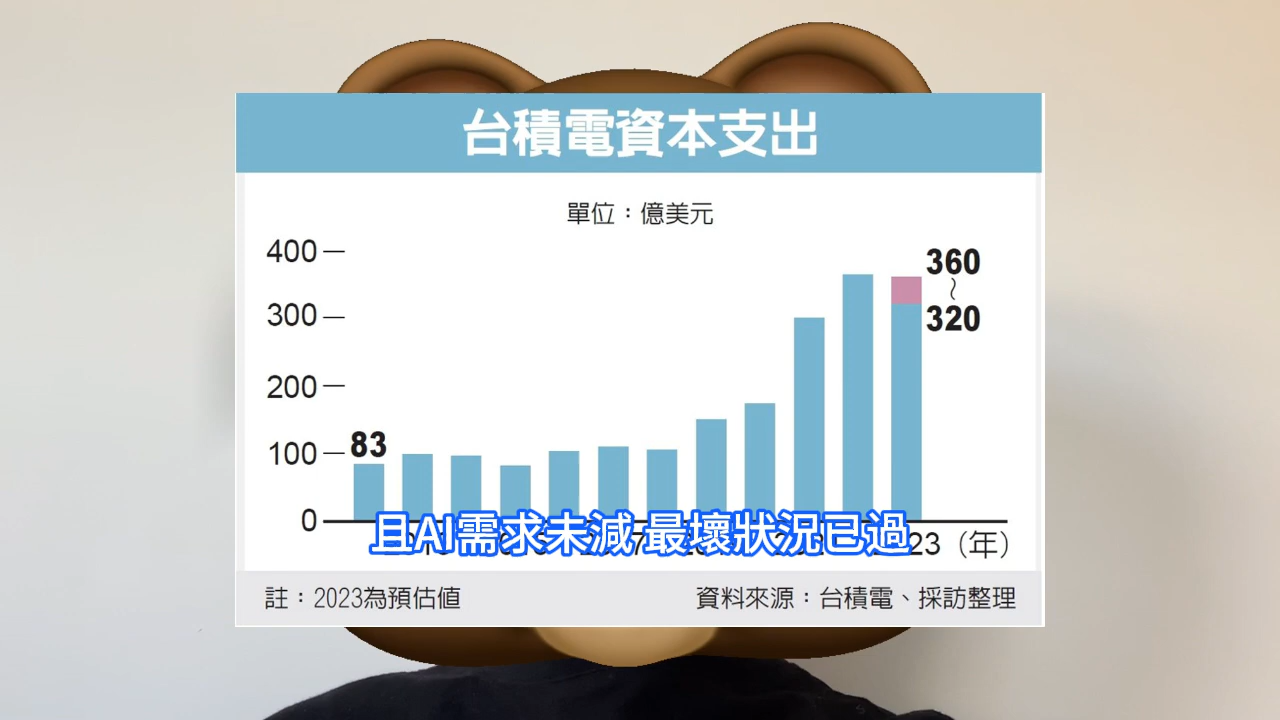 台積電資本支出
單位：億美元
400
300
200
100
0
83
360
~
320
且AI需求未減 最壞狀況已過
23（年）
註：2023為預估值
資料來源：台積電、採訪整理